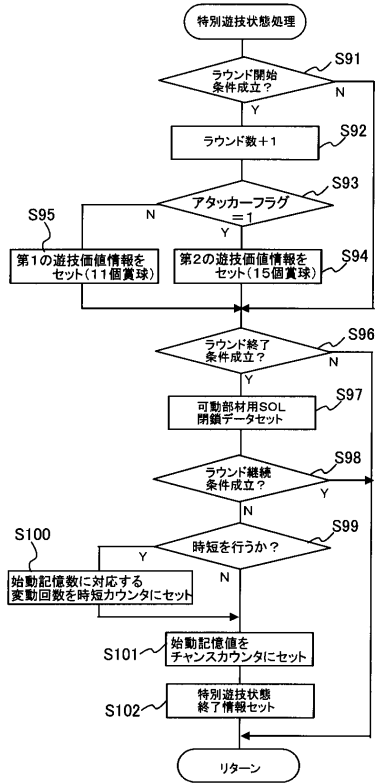 特別遊技状態処理
S91
ラウンド開始
条件成立?
N
Y
S92
ラウンド数+1
S93
アタッカーフラグ
=1
N
Y
S95
第1の遊技価値情報を
セット(11個賞球)
第2の遊技価値情報を
セット(15個賞球)
S94
S96
ラウンド終了
条件成立?
N
Y
S97
可動部材用SOL
閉鎖データセット
S98
ラウンド継続
条件成立?
Y
N
S99
時短を行うか?
Y
N
S100
始動記憶数に対応する
変動回数を時短カウンタにセット
始動記憶値を
チャンスカウンタにセット
S101
特別遊技状態
終了情報セット
S102
リターン